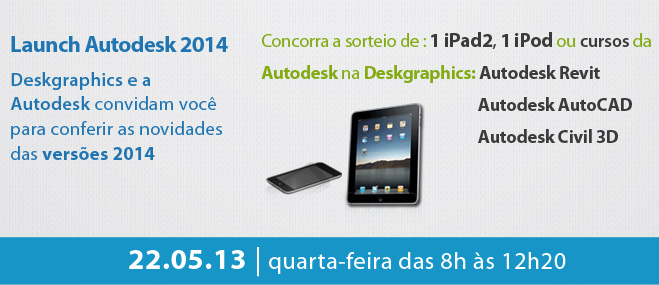 Launch Autodesk 2014
Deskgraphics e a
Autodesk convidam você
para conferir as novidades
das versões 2014
Concorra a sorteio de : 1 iPad2, 1 iPod ou cursos da
Autodesk na Deskgraphics: Autodesk Revit
Autodesk AutoCAD
Autodesk Civil 3D
22.05.13 | quarta-feira das 8h às 12h20